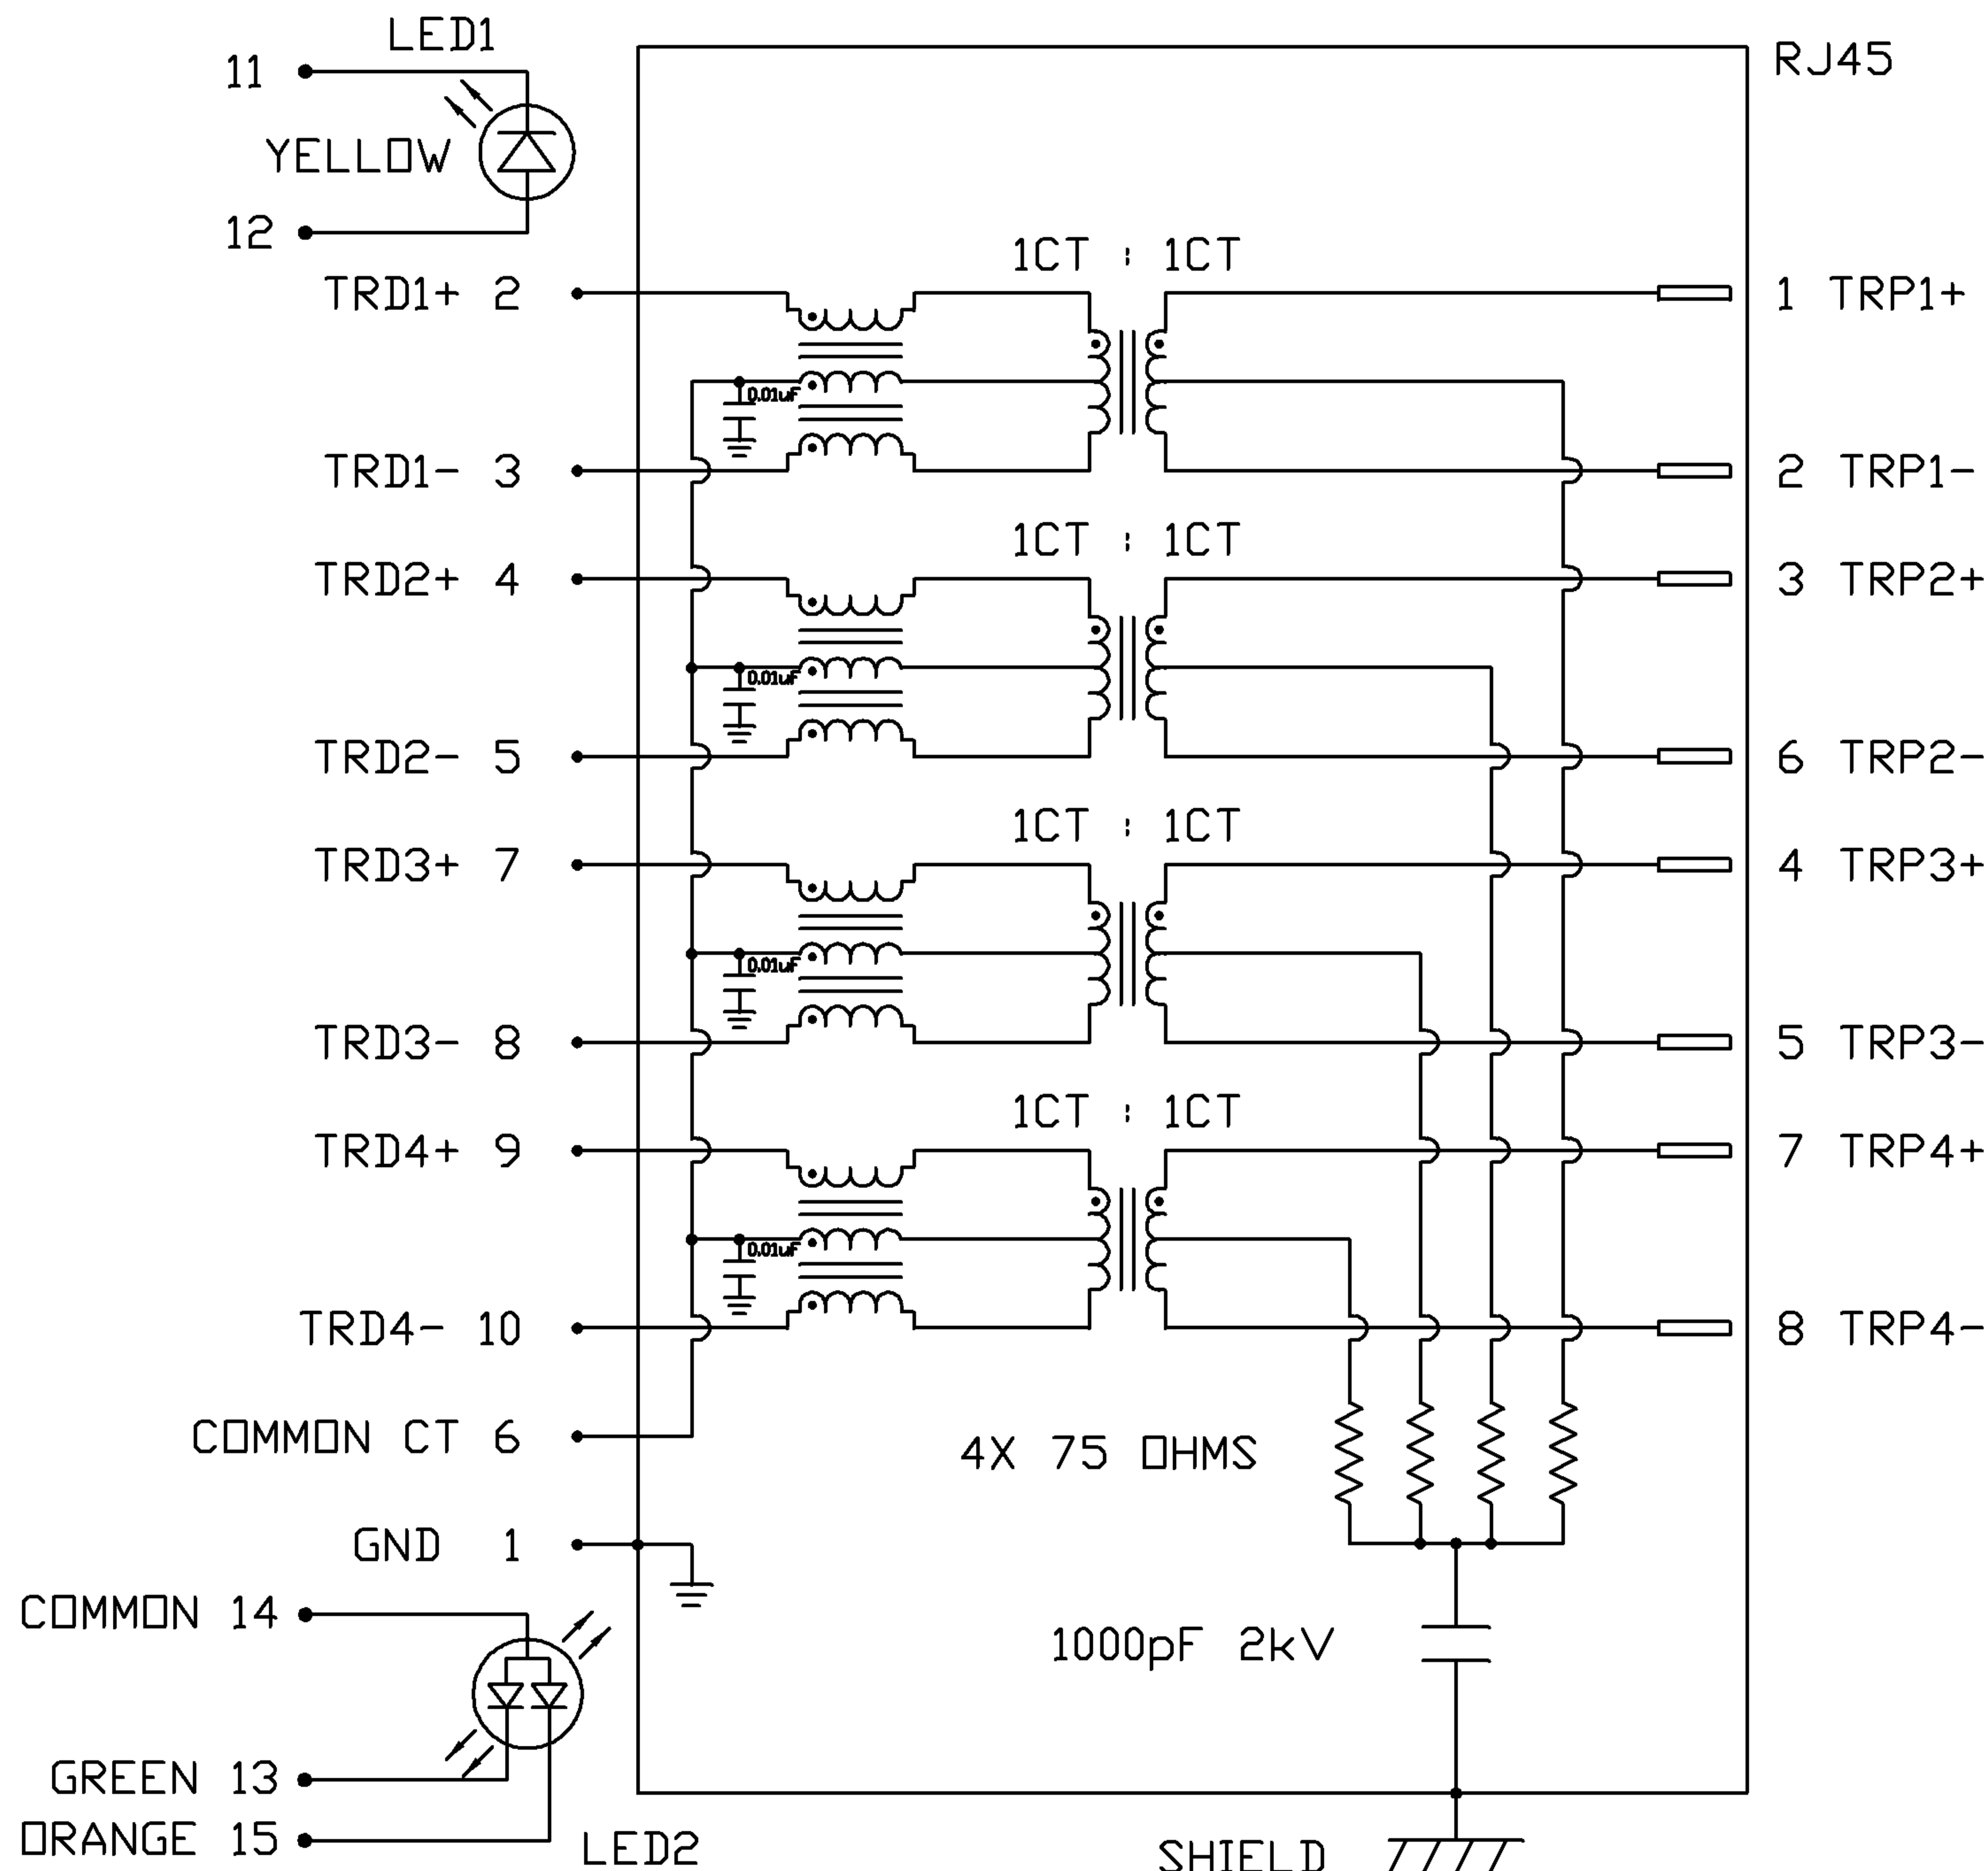 LED1
11
RJ45
YELLOW
12
1CT : 1CT
TRD1+ 2
1 TRP1+
0.01uF
TRD1- 3
2 TRP1-
1CT : 1CT
TRD2+ 4
3 TRP2+
0.01uF
TRD2- 5
6 TRP2-
1CT : 1CT
TRD3+ 7
4 TRP3+
0.01uF
TRD3- 8
5 TRP3-
1CT : 1CT
TRD4+ 9
7 TRP4+
0.01uF
TRD4- 10
8 TRP4-
COMMON CT 6
4X 75 OHMS
GND 1
COMMON 14
1000pF 2kV
GREEN 13
ORANGE 15
LED2
SHIELD